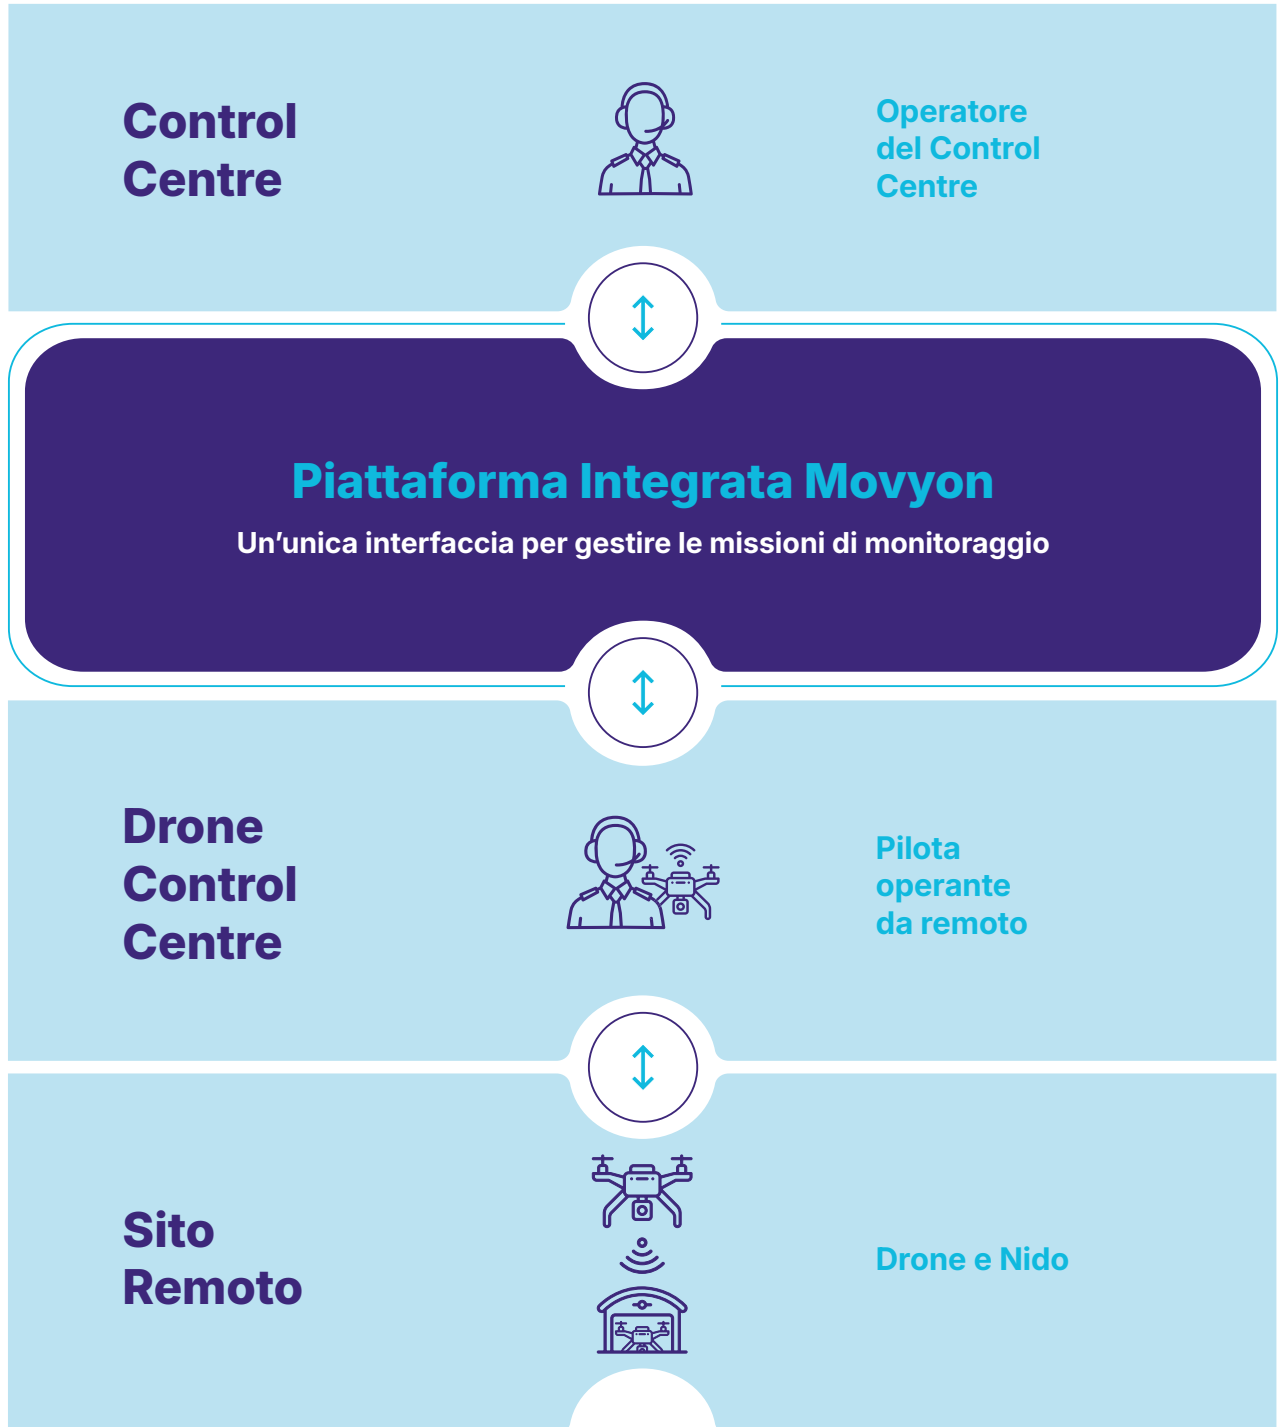 Control
Centre
Operatore
del Control
Centre
Piattaforma Integrata Movyon
Un’unica interfaccia per gestire le missioni di monitoraggio
Drone
Control
Centre
Pilota
operante
da remoto
Sito
Remoto
Drone e Nido